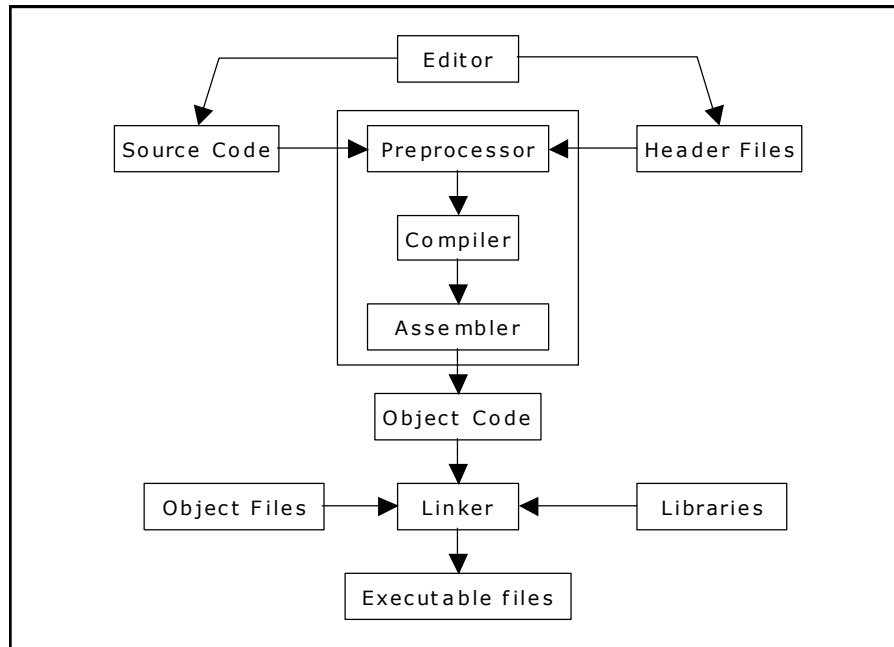 Editor
Source Code
Preprocessor
Header Files
Compiler
Assembler
Object Code
Object Files
Linker
Libraries
Executable files